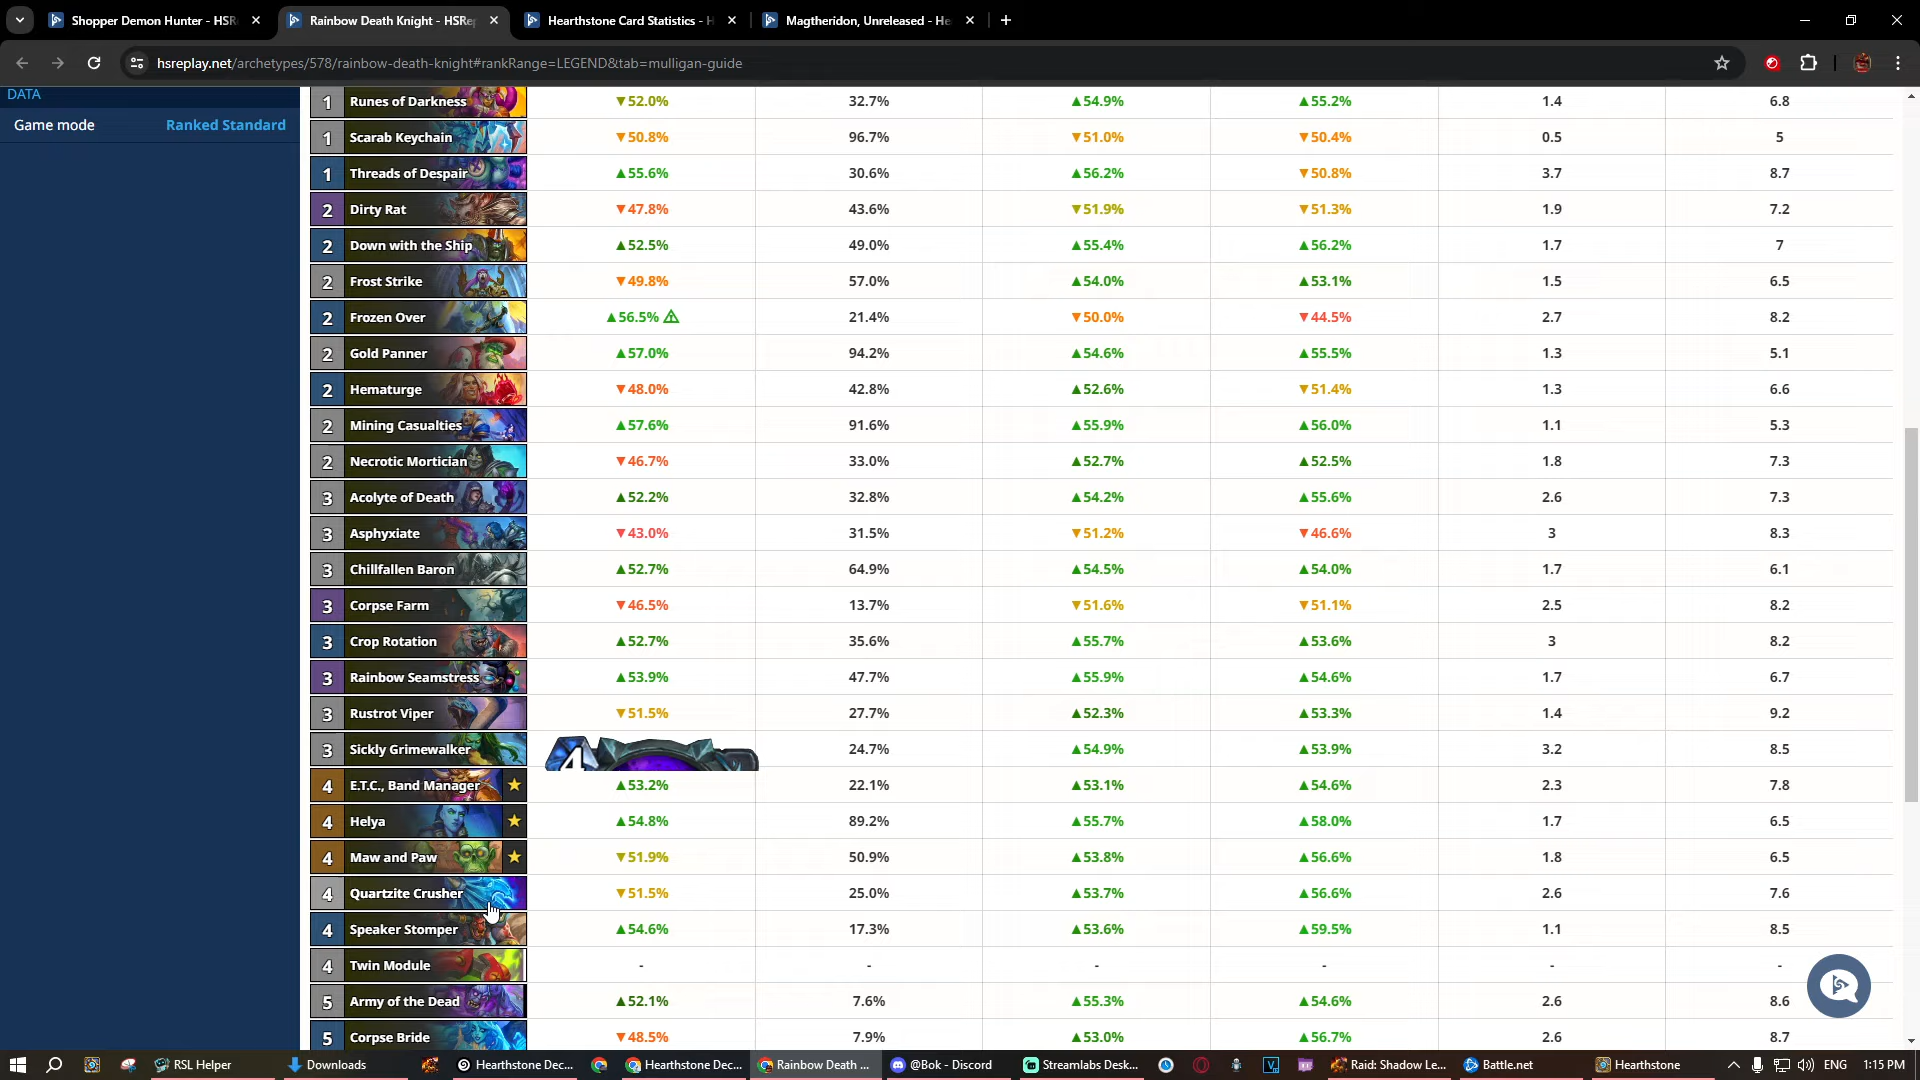 Shopper Demon Hunter - HSR
Rainbow Death Knight - HSRe
Hearthstone Card Statistics - H
Magtheridon, Unreleased - He
hsreplay.net/archetypes/578/rainbow-death-knight#rankRange=LEGEND&tab=mulligan-guide
DATA
Game mode Ranked Standard
1 Runes of Darkness ▼52.0% 32.7% ▲54.9% ▲55.2% 1.4 6.8
1 Scarab Keychain ▼50.8% 96.7% ▼51.0% ▼50.4% 0.5 5
1 Threads of Despair ▲55.6% 30.6% ▲56.2% ▼50.8% 3.7 8.7
2 Dirty Rat ▼47.8% 43.6% ▼51.9% ▼51.3% 1.9 7.2
2 Down with the Ship ▲52.5% 49.0% ▲55.4% ▲56.2% 1.7 7
2 Frost Strike ▼49.8% 57.0% ▲54.0% ▲53.1% 1.5 6.5
2 Frozen Over ▲56.5% 21.4% ▼50.0% ▼44.5% 2.7 8.2
2 Gold Panner ▲57.0% 94.2% ▲54.6% ▲55.5% 1.3 5.1
2 Hematurge ▼48.0% 42.8% ▲52.6% ▼51.4% 1.3 6.6
2 Mining Casualties ▲57.6% 91.6% ▲55.9% ▲56.0% 1.1 5.3
2 Necrotic Mortician ▼46.7% 33.0% ▲52.7% ▲52.5% 1.8 7.3
3 Acolyte of Death ▲52.2% 32.8% ▲54.2% ▲55.6% 2.6 7.3
3 Asphyxiate ▼43.0% 31.5% ▼51.2% ▼46.6% 3 8.3
3 Chillfallen Baron ▲52.7% 64.9% ▲54.5% ▲54.0% 1.7 6.1
3 Corpse Farm ▼46.5% 13.7% ▼51.6% ▼51.1% 2.5 8.2
3 Crop Rotation ▲52.7% 35.6% ▲55.7% ▲53.6% 3 8.2
3 Rainbow Seamstress ▲53.9% 47.7% ▲55.9% ▲54.6% 1.7 6.7
3 Rustrot Viper ▼51.5% 27.7% ▲52.3% ▲53.3% 1.4 9.2
3 Sickly Grimewalker 4 24.7% ▲54.9% ▲53.9% 3.2 8.5
4 E.T.C., Band Manager ★ ▲53.2% 22.1% ▲53.1% ▲54.6% 2.3 7.8
4 Helya ★ ▲54.8% 89.2% ▲55.7% ▲58.0% 1.7 6.5
4 Maw and Paw ★ ▼51.9% 50.9% ▲53.8% ▲56.6% 1.8 6.5
4 Quartzite Crusher ▼51.5% 25.0% ▲53.7% ▲56.6% 2.6 7.6
4 Speaker Stomper ▲54.6% 17.3% ▲53.6% ▲59.5% 1.1 8.5
4 Twin Module - - - - - -
5 Army of the Dead ▲52.1% 7.6% ▲55.3% ▲54.6% 2.6 8.6
5 Corpse Bride ▼48.5% 7.9% ▲53.0% ▲56.7% 2.6 8.7
RSL Helper Downloads Hearthstone Dec... Hearthstone Dec... Rainbow Death ... @Bok - Discord Streamlabs Desk... Raid: Shadow Le... Battle.net Hearthstone ENG 1:15 PM